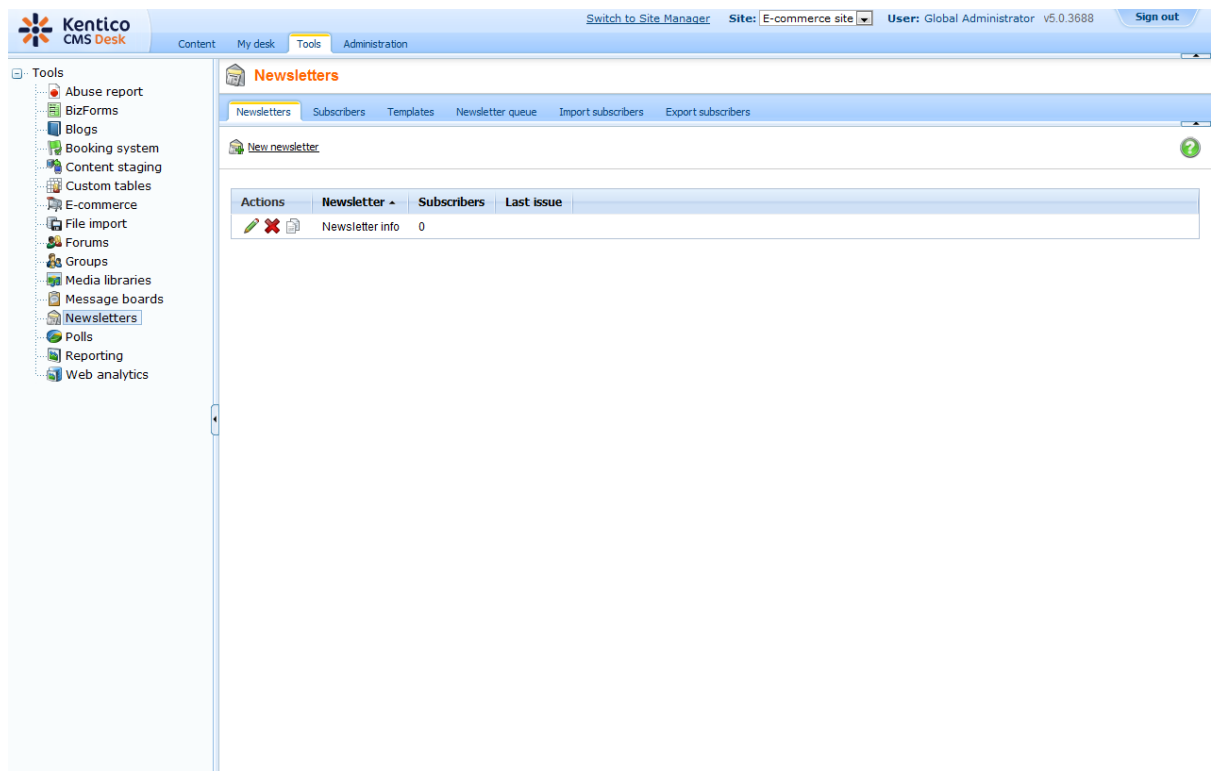 Kentico
CMS Desk
Switch to Site Manager Site: E-commerce site User: Global Administrator v5.0.3688 Sign out
Content My desk Tools Administration
Tools
Abuse report
BizForms
Blogs
Booking system
Content staging
Custom tables
E-commerce
File import
Forums
Groups
Media libraries
Message boards
Newsletters
Polls
Reporting
Web analytics
Newsletters
Newsletters Subscribers Templates Newsletter queue Import subscribers Export subscribers
New newsletter
?
Actions Newsletter Subscribers Last issue
Newsletter info 0